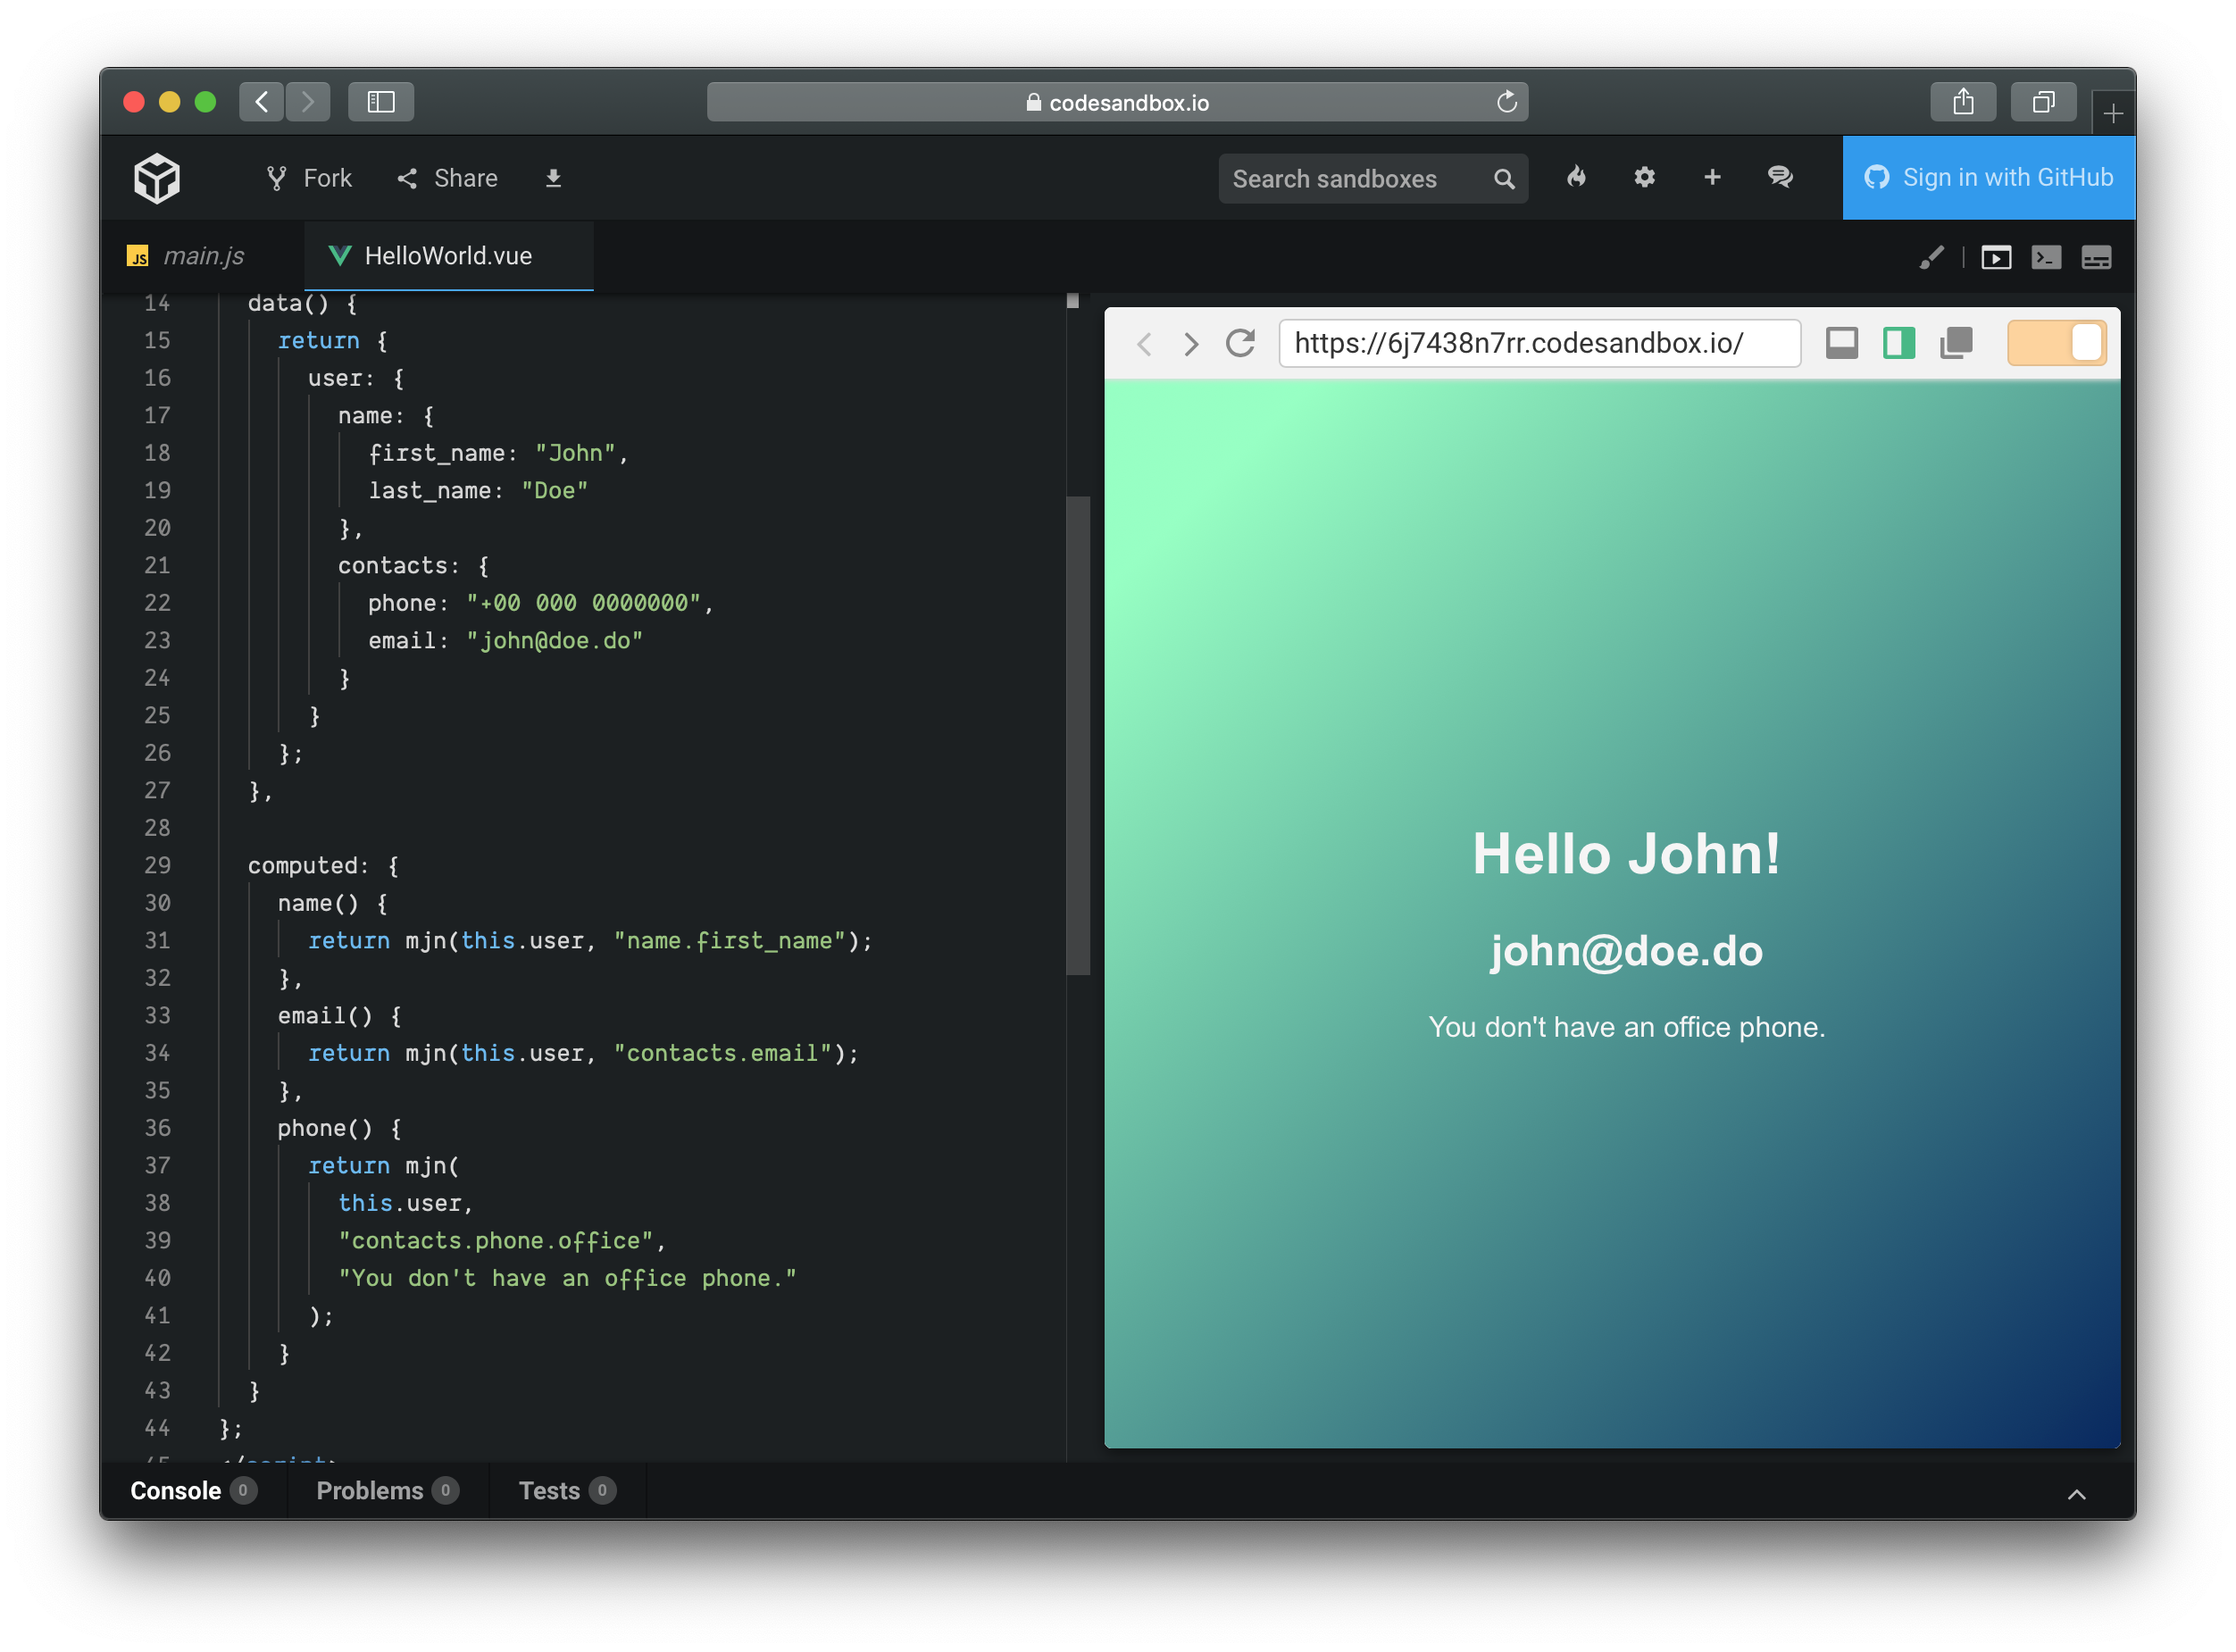 codesandbox.io
Fork Share Search sandboxes Sign in with GitHub
JS main.js HelloWorld.vue
14 data() {
15 return {
16 user: {
17 name: {
18 first_name: "John",
19 last_name: "Doe"
20 },
21 contacts: {
22 phone: "+00 000 0000000",
23 email: "john@doe.do"
24 }
25 }
26 };
27 },
28
29 computed: {
30 name() {
31 return mjn(this.user, "name.first_name");
32 },
33 email() {
34 return mjn(this.user, "contacts.email");
35 },
36 phone() {
37 return mjn(
38 this.user,
39 "contacts.phone.office",
40 "You don't have an office phone."
41 );
42 }
43 }
44 };
45 </script>
https://6j7438n7rr.codesandbox.io/
Hello John!
john@doe.do
You don't have an office phone.
Console 0 Problems 0 Tests 0